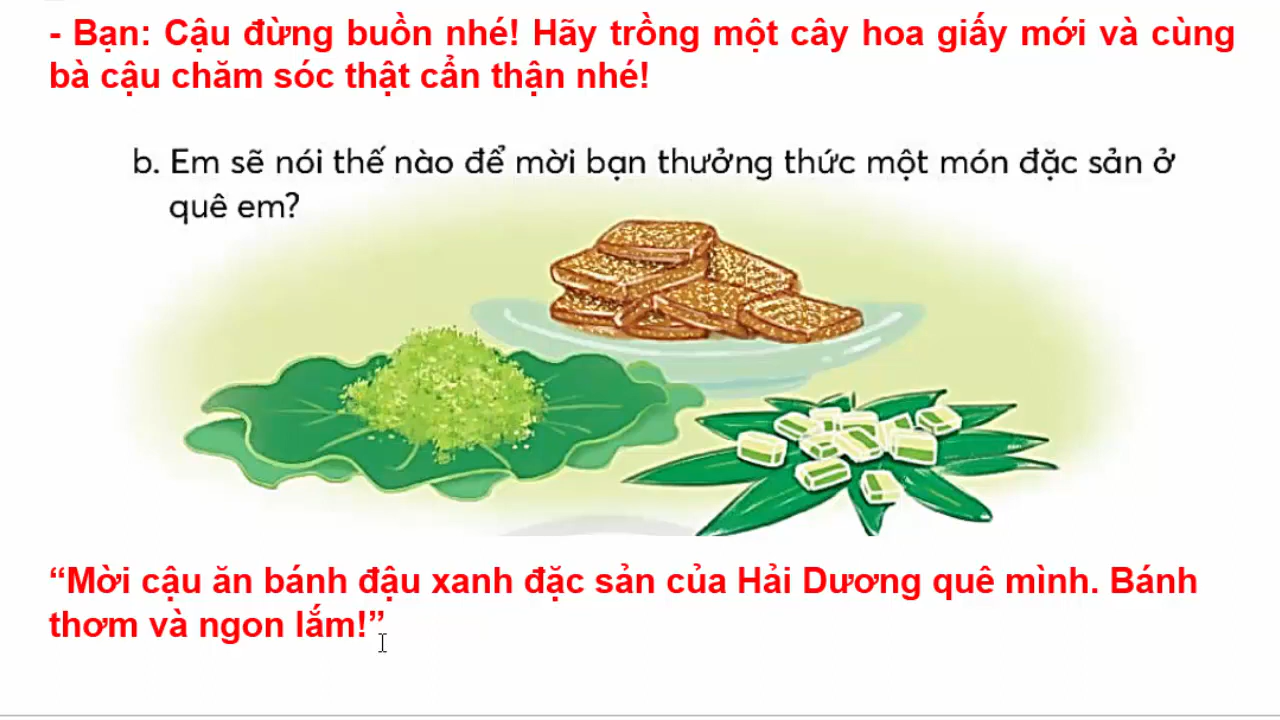 - Bạn: Cậu đừng buồn nhé! Hãy trồng một cây hoa giấy mới và cùng
bà cậu chăm sóc thật cẩn thận nhé!
b. Em sẽ nói thế nào để mời bạn thưởng thức một món đặc sản ở
quê em?
“Mời cậu ăn bánh đậu xanh đặc sản của Hải Dương quê mình. Bánh
thơm và ngon lắm!”